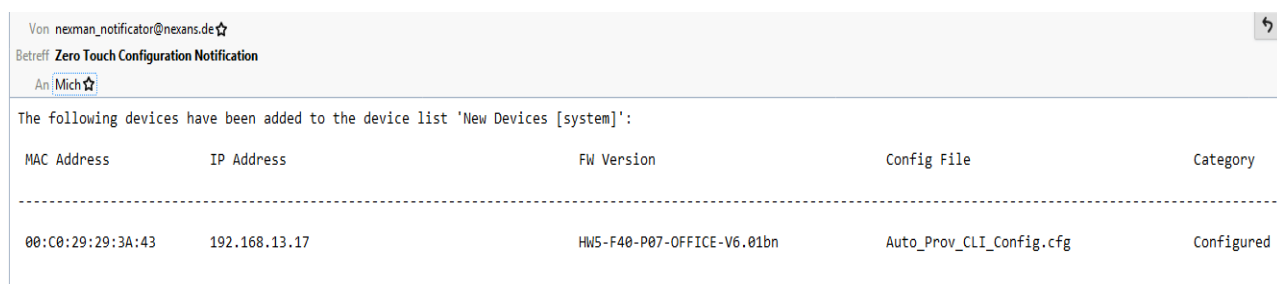 Von nexman_notificator@nexans.de
Betreff Zero Touch Configuration Notification
An Mich
The following devices have been added to the device list 'New Devices [system]':
MAC Address IP Address FW Version Config File Category
--------------------------------------------------------------------------------------------------------------------------------------------------------------------
00:C0:29:29:3A:43 192.168.13.17 HW5-F40-P07-OFFICE-V6.01bn Auto_Prov_CLI_Config.cfg Configured